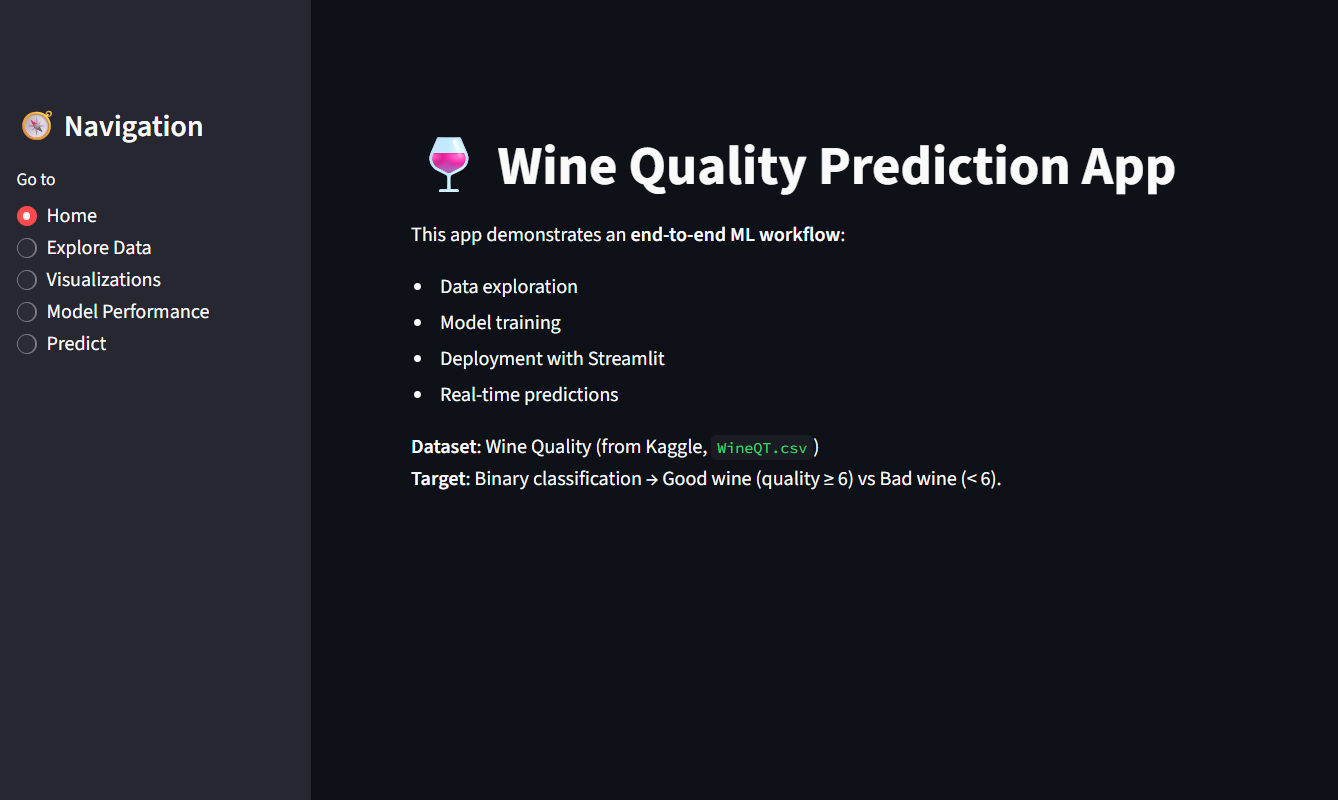 Navigation
Go to
Home
Explore Data
Visualizations
Model Performance
Predict
Wine Quality Prediction App
This app demonstrates an end-to-end ML workflow:
• Data exploration
• Model training
• Deployment with Streamlit
• Real-time predictions
Dataset: Wine Quality (from Kaggle, WineQT.csv )
Target: Binary classification → Good wine (quality ≥ 6) vs Bad wine (< 6).